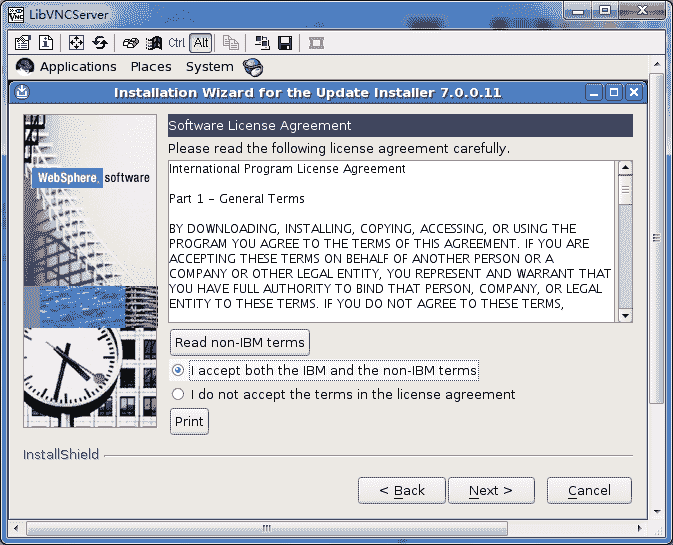 LibVNCServer
Ctrl Alt
Applications Places System
Installation Wizard for the Update Installer 7.0.0.11
WebSphere. software
Software License Agreement
Please read the following license agreement carefully.
International Program License Agreement
Part 1 - General Terms
BY DOWNLOADING, INSTALLING, COPYING, ACCESSING, OR USING THE
PROGRAM YOU AGREE TO THE TERMS OF THIS AGREEMENT. IF YOU ARE
ACCEPTING THESE TERMS ON BEHALF OF ANOTHER PERSON OR A
COMPANY OR OTHER LEGAL ENTITY, YOU REPRESENT AND WARRANT THAT
YOU HAVE FULL AUTHORITY TO BIND THAT PERSON, COMPANY, OR LEGAL
ENTITY TO THESE TERMS. IF YOU DO NOT AGREE TO THESE TERMS,
Read non-IBM terms
I accept both the IBM and the non-IBM terms
I do not accept the terms in the license agreement
Print
InstallShield
< Back Next > Cancel